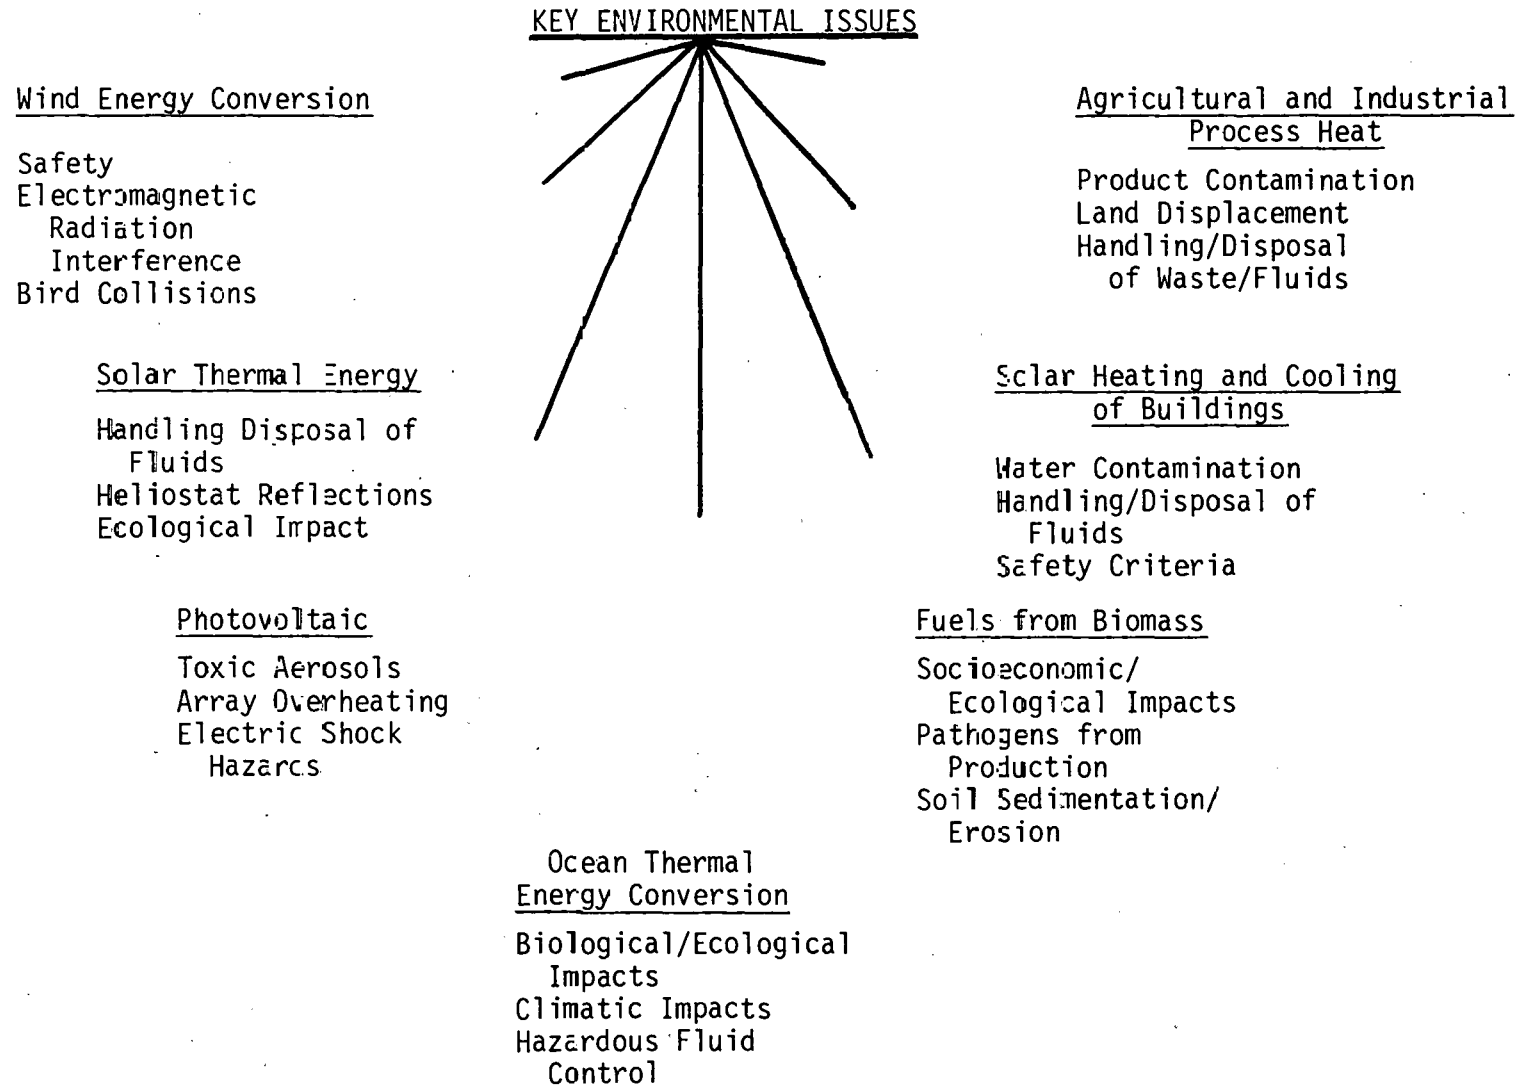 KEY ENVIRONMENTAL ISSUES
Wind Energy Conversion
Safety
Electromagnetic
Radiation
Interference
Bird Collisions
Solar Thermal Energy
Handling Disposal of
Fluids
Heliostat Reflections
Ecological Impact
Photovoltaic
Toxic Aerosols
Array Overheating
Electric Shock
Hazards
Ocean Thermal
Energy Conversion
Biological/Ecological
Impacts
Climatic Impacts
Hazardous Fluid
Control
Agricultural and Industrial
Process Heat
Product Contamination
Land Displacement
Handling/Disposal
of Waste/Fluids
Solar Heating and Cooling
of Buildings
Water Contamination
Handling/Disposal of
Fluids
Safety Criteria
Fuels from Biomass
Socioeconomic/
Ecological Impacts
Pathogens from
Production
Soil Sedimentation/
Erosion